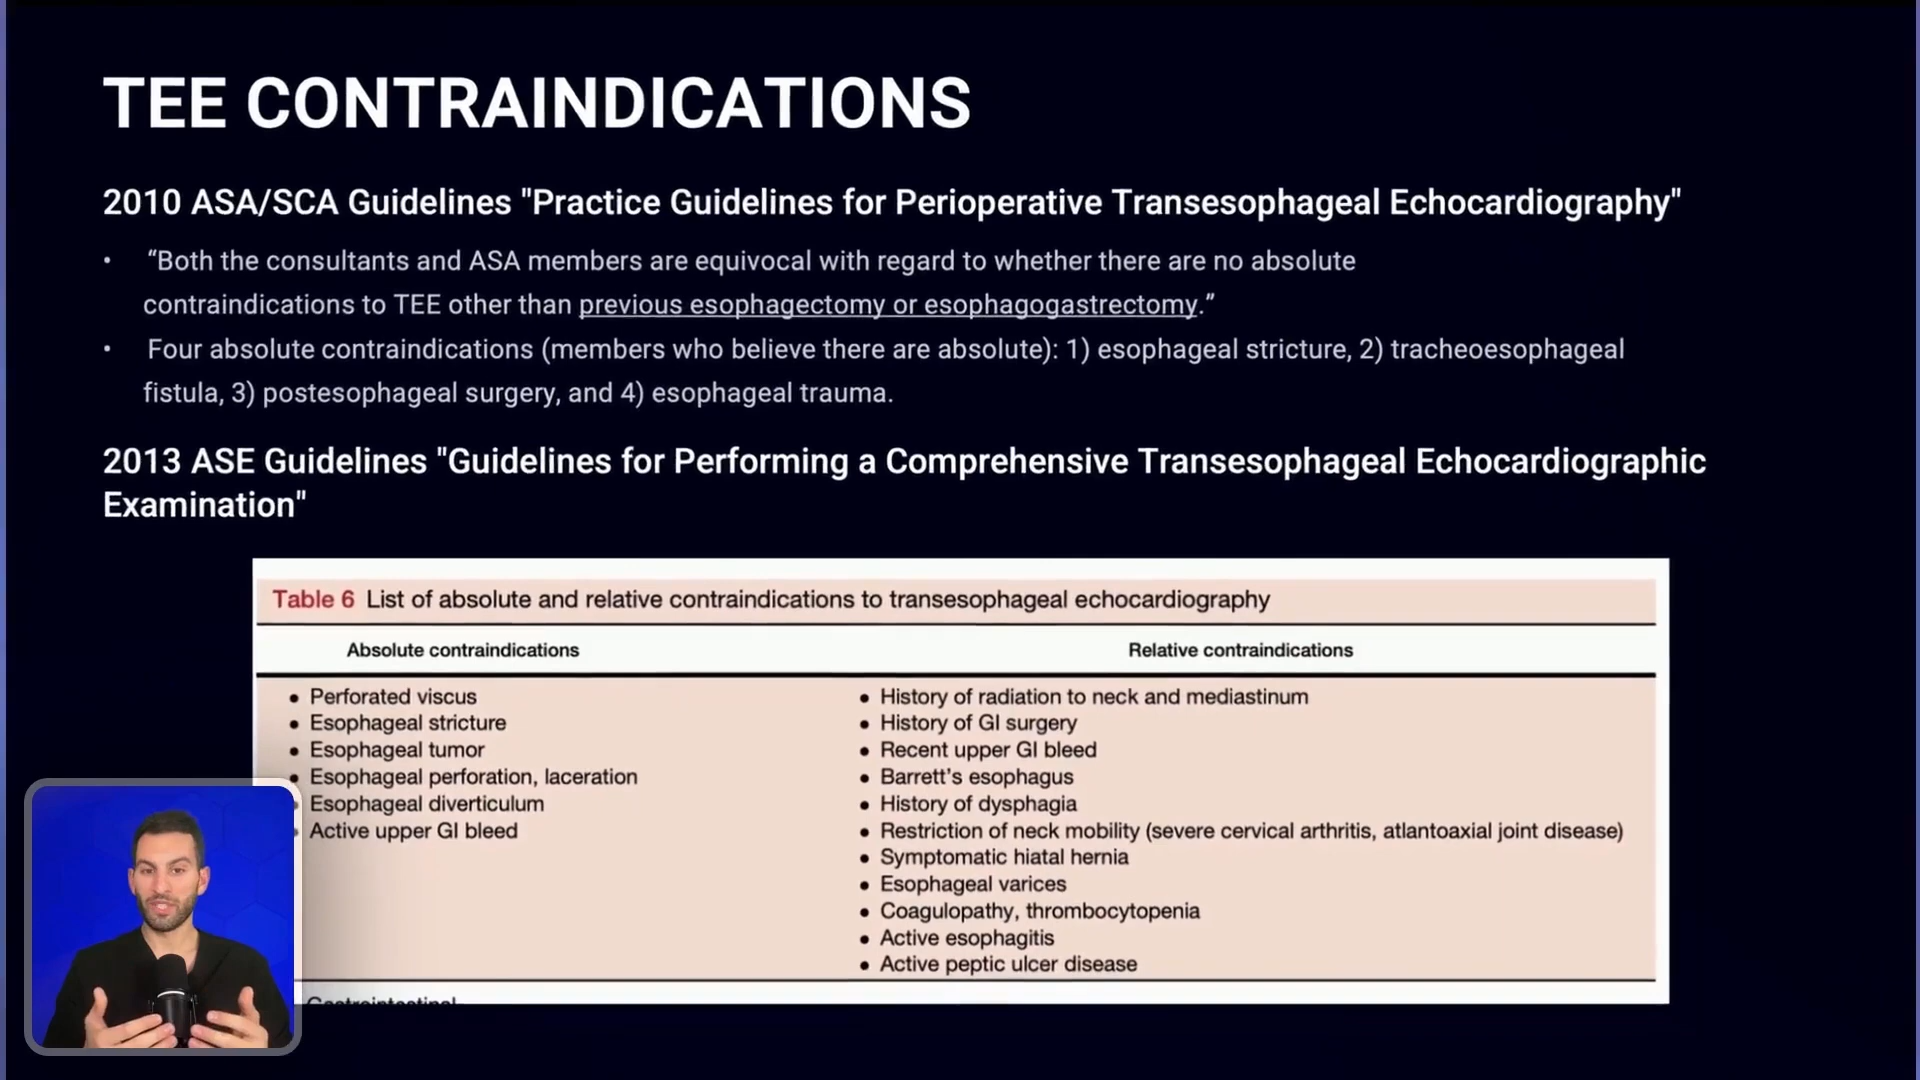 TEE CONTRAINDICATIONS
2010 ASA/SCA Guidelines "Practice Guidelines for Perioperative Transesophageal Echocardiography"
• “Both the consultants and ASA members are equivocal with regard to whether there are no absolute
contraindications to TEE other than previous esophagectomy or esophagogastrectomy.”
• Four absolute contraindications (members who believe there are absolute): 1) esophageal stricture, 2) tracheoesophageal
fistula, 3) postesophageal surgery, and 4) esophageal trauma.
2013 ASE Guidelines "Guidelines for Performing a Comprehensive Transesophageal Echocardiographic
Examination"
Table 6 List of absolute and relative contraindications to transesophageal echocardiography
Absolute contraindications
• Perforated viscus
• Esophageal stricture
• Esophageal tumor
• Esophageal perforation, laceration
• Esophageal diverticulum
• Active upper GI bleed
Relative contraindications
• History of radiation to neck and mediastinum
• History of GI surgery
• Recent upper GI bleed
• Barrett’s esophagus
• History of dysphagia
• Restriction of neck mobility (severe cervical arthritis, atlantoaxial joint disease)
• Symptomatic hiatal hernia
• Esophageal varices
• Coagulopathy, thrombocytopenia
• Active esophagitis
• Active peptic ulcer disease